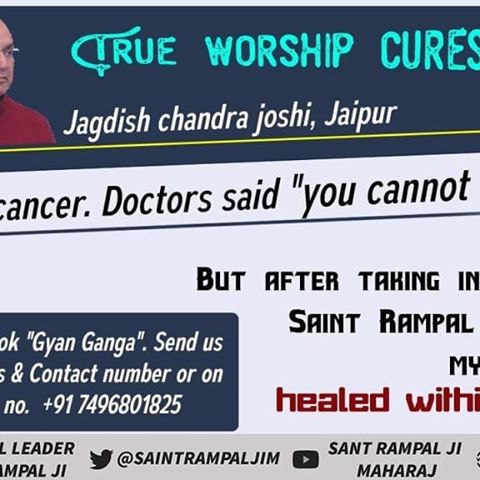 TRUE WORSHIP CURES
Jagdish chandra joshi, Jaipur
cancer. Doctors said "you cannot
BUT AFTER TAKING IN
SAINT RAMPAL
MY
healed withi
ok "Gyan Ganga". Send us
s & Contact number or on
no. +91 7496801825
L LEADER
AMPAL JI
@SAINTRAMPALJIM
SANT RAMPAL JI
MAHARAJ